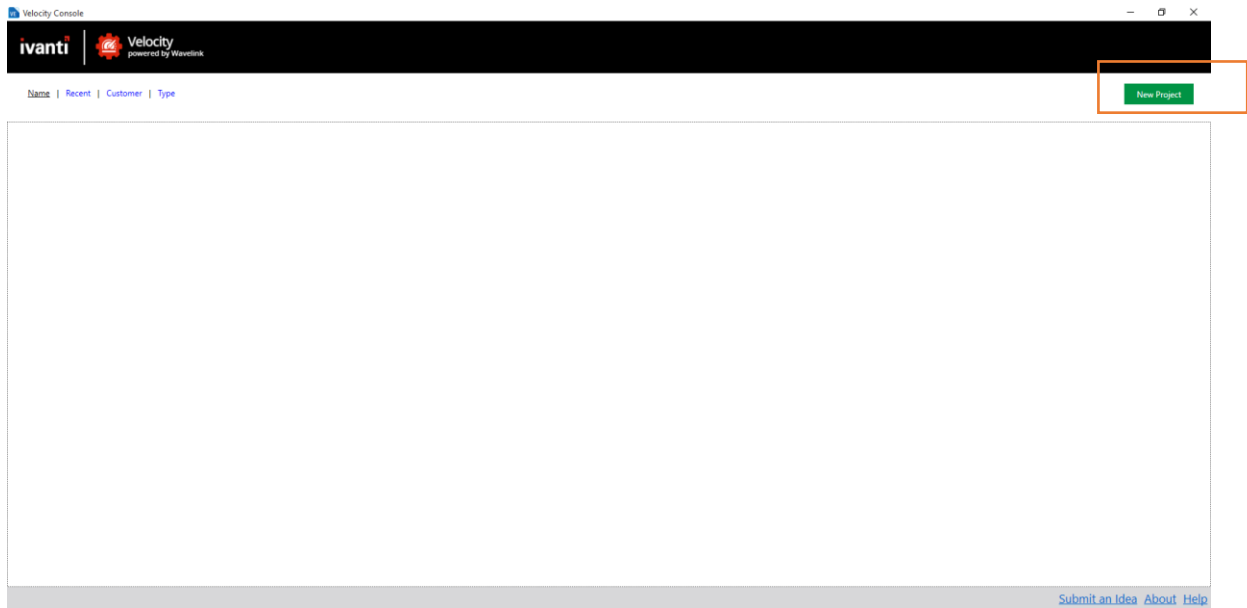 Velocity Console
ivanti
Velocity
powered by Wavelink
Name | Recent | Customer | Type
New Project
Submit an Idea About Help